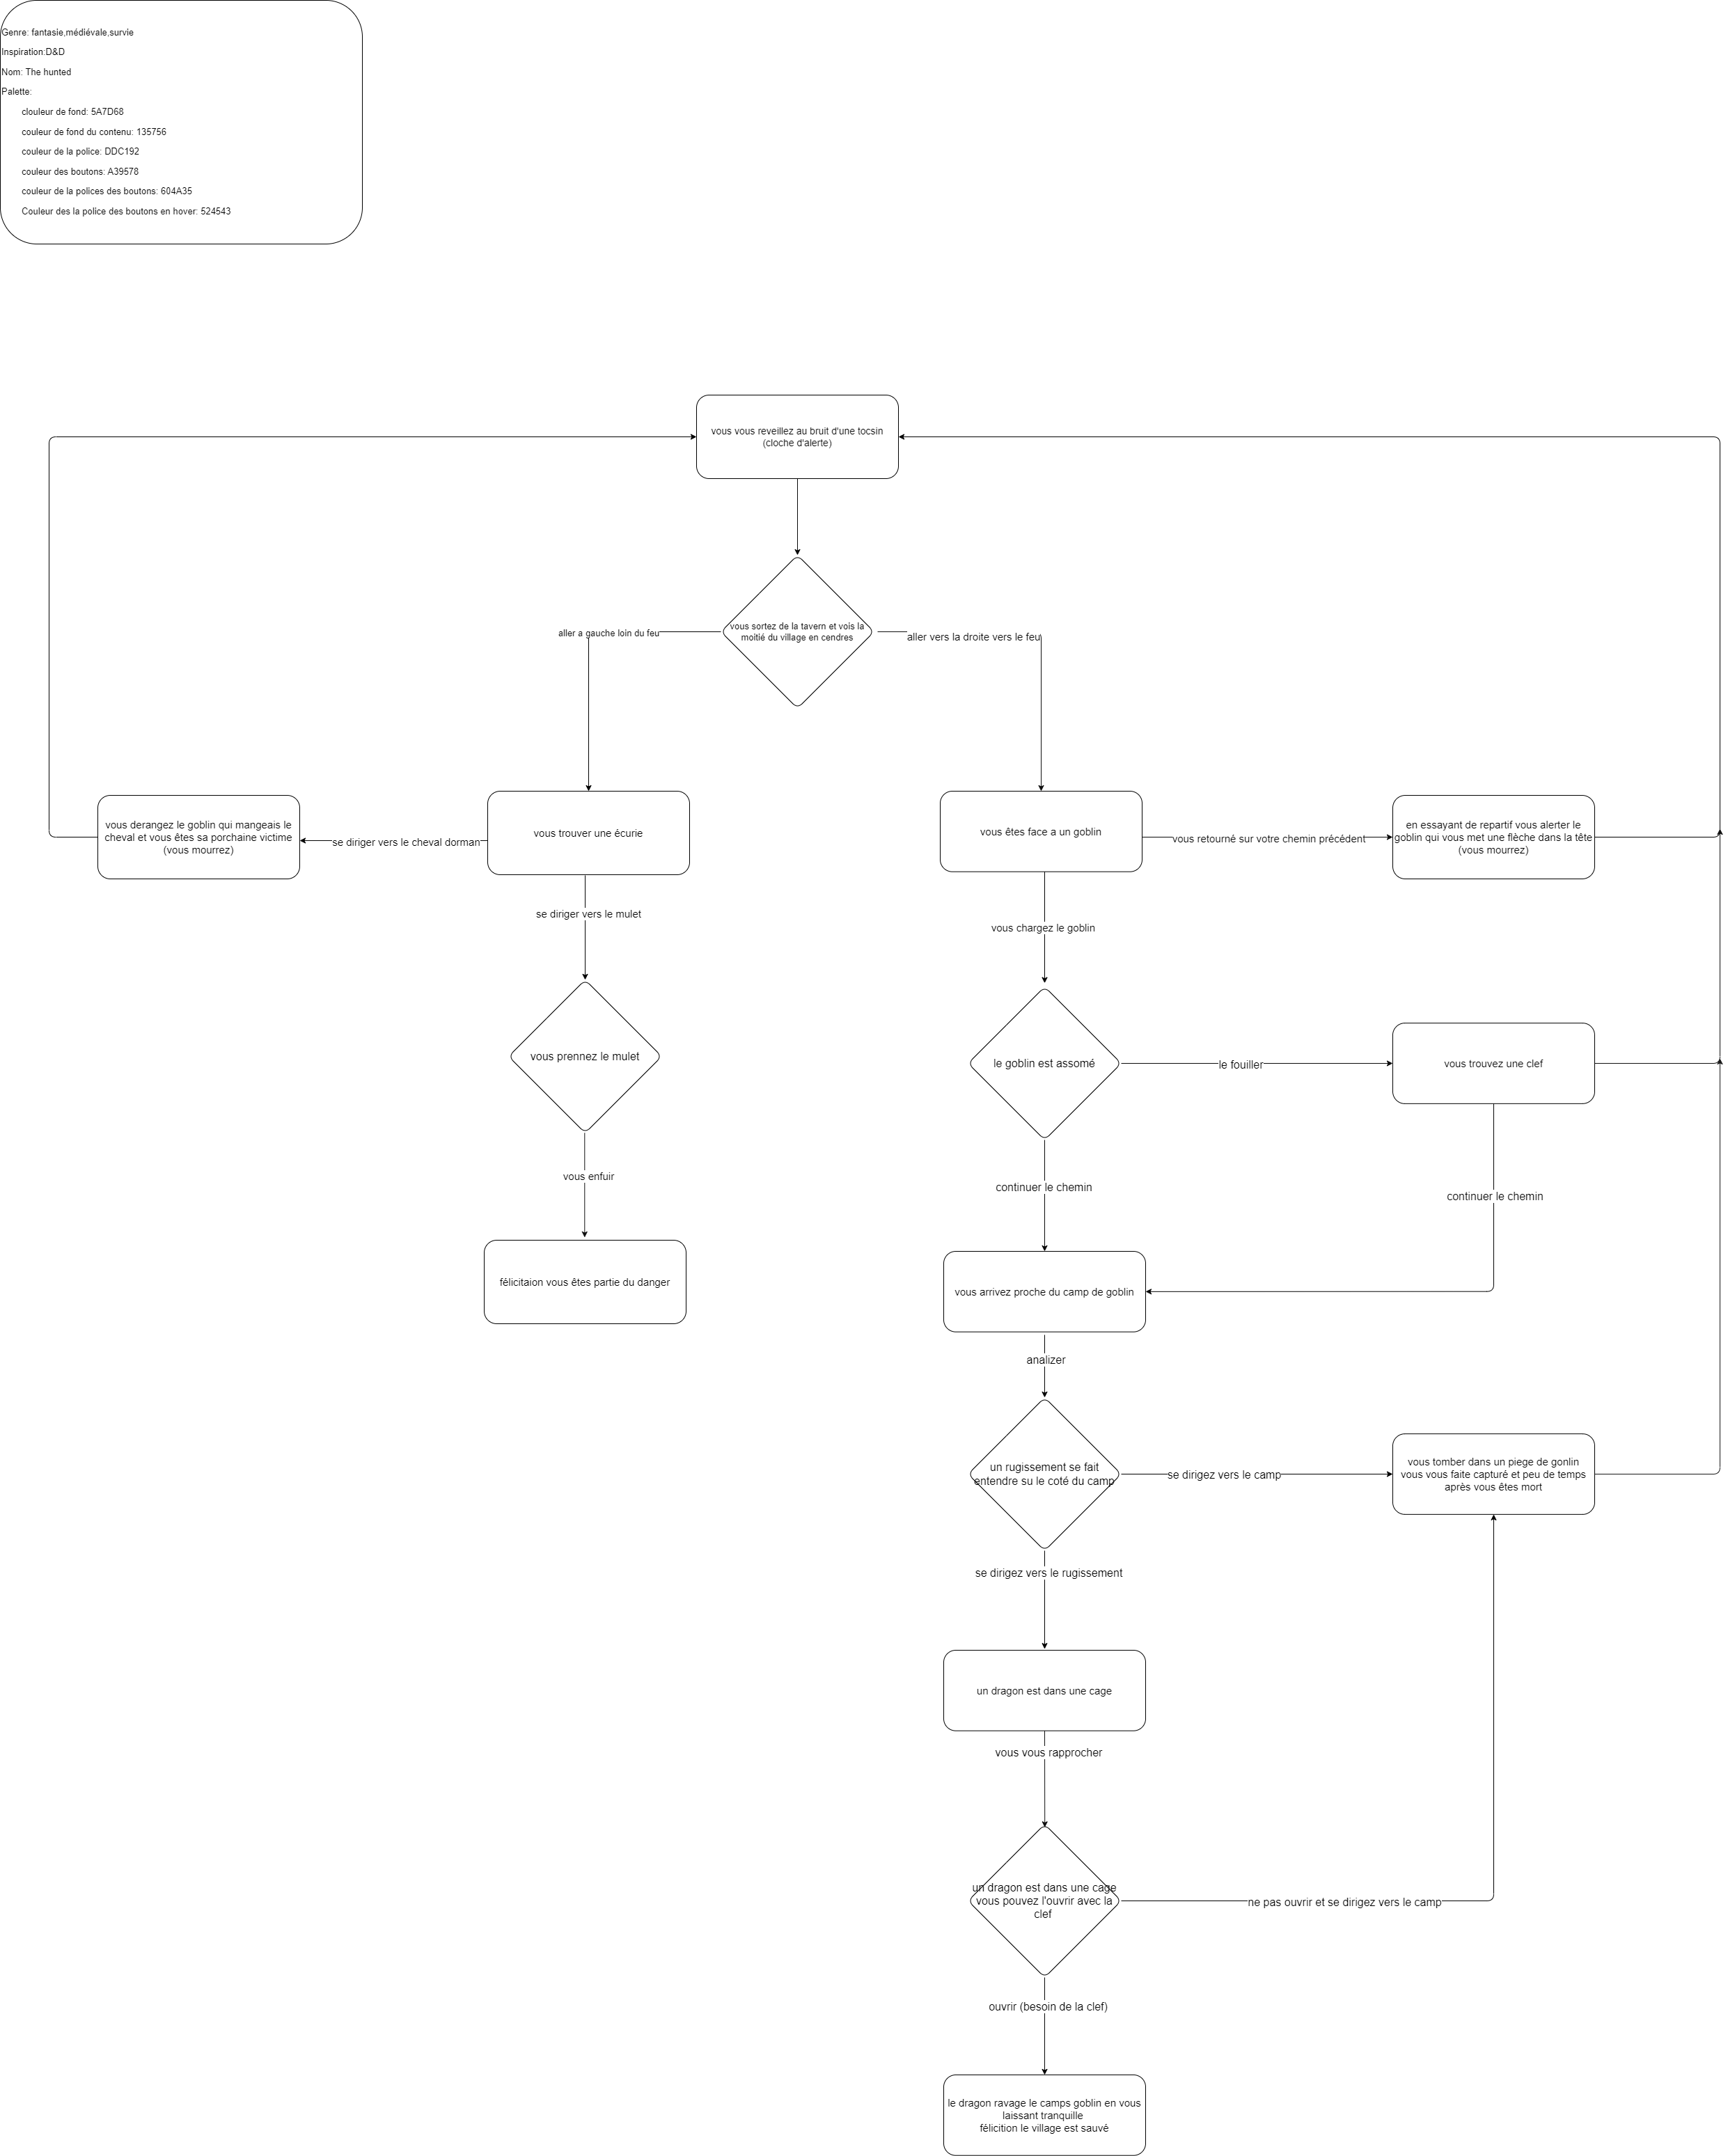 Genre: fantasie,médiévale,survie
Inspiration:D&D
Nom: The hunted
Palette:
clouleur de fond: 5A7D68
couleur de fond du contenu: 135756
couleur de la police: DDC192
couleur des boutons: A39578
couleur de la polices des boutons: 604A35
Couleur des la police des boutons en hover: 524543
vous vous reveillez au bruit d'une tocsin
(cloche d'alerte)
vous sortez de la tavern et vois la
moitié du village en cendres
aller a gauche loin du feu
aller vers la droite vers le feu
vous derangez le goblin qui mangeais le
cheval et vous êtes sa porchaine victime
(vous mourrez)
se diriger vers le cheval dorman
vous trouver une écurie
vous êtes face a un goblin
vous retourné sur votre chemin précédent
en essayant de repartif vous alerter le
goblin qui vous met une flèche dans la tête
(vous mourrez)
se diriger vers le mulet
vous chargez le goblin
vous prennez le mulet
le goblin est assomé
le fouiller
vous trouvez une clef
vous enfuir
continuer le chemin
continuer le chemin
félicitaion vous êtes partie du danger
vous arrivez proche du camp de goblin
analizer
un rugissement se fait
entendre su le coté du camp
se dirigez vers le camp
vous tomber dans un piege de gonlin
vous vous faite capturé et peu de temps
après vous êtes mort
se dirigez vers le rugissement
un dragon est dans une cage
vous vous rapprocher
un dragon est dans une cage
vous pouvez l'ouvrir avec la
clef
ne pas ouvrir et se dirigez vers le camp
ouvrir (besoin de la clef)
le dragon ravage le camps goblin en vous
laissant tranquille
félicition le village est sauvé